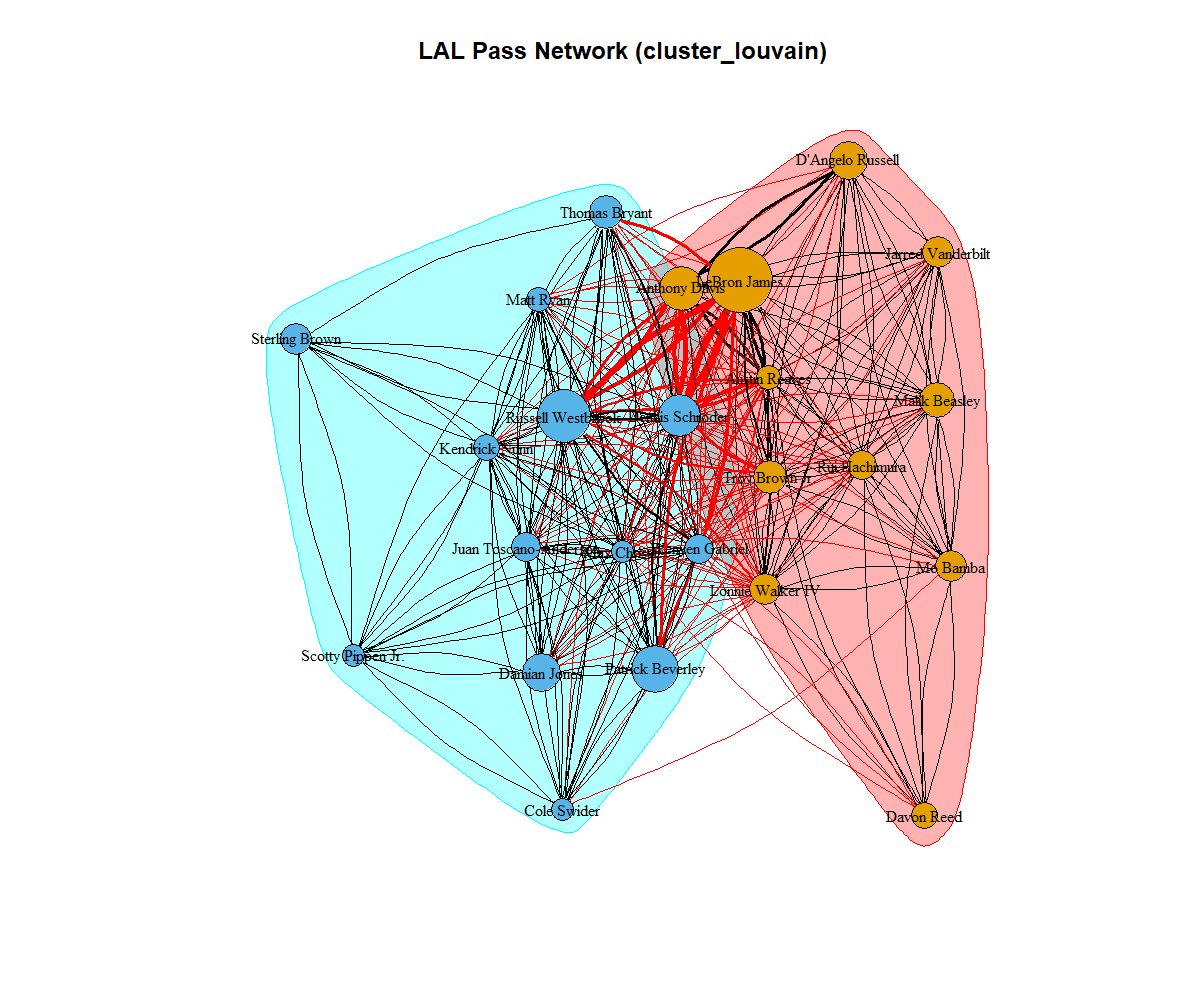 LAL Pass Network (cluster_louvain)
D'Angelo Russell
Thomas Bryant
Jarred Vanderbilt
Anthony Davis
LeBron James
Matt Ryan
Sterling Brown
Austin Reaves
Malik Beasley
Russell Westbrook
Dennis Schroder
Kendrick Nunn
Rui Hachimura
Troy Brown Jr.
Juan Toscano-Anderson
Max Christie
Wenyen Gabriel
Mo Bamba
Lonnie Walker IV
Scotty Pippen Jr.
Damian Jones
Patrick Beverley
Cole Swider
Davon Reed